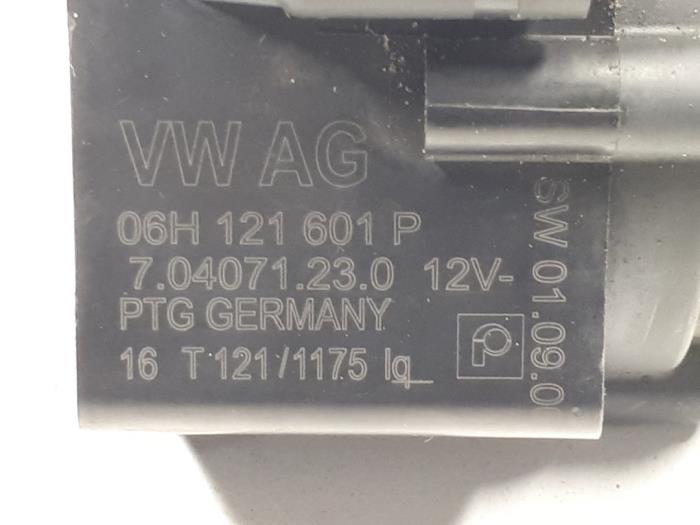 VW AG
06H 121 601 P
7.04071.23.0 12V-
PTG GERMANY
16 T 121/1175 Iq_
SW 01.09.0